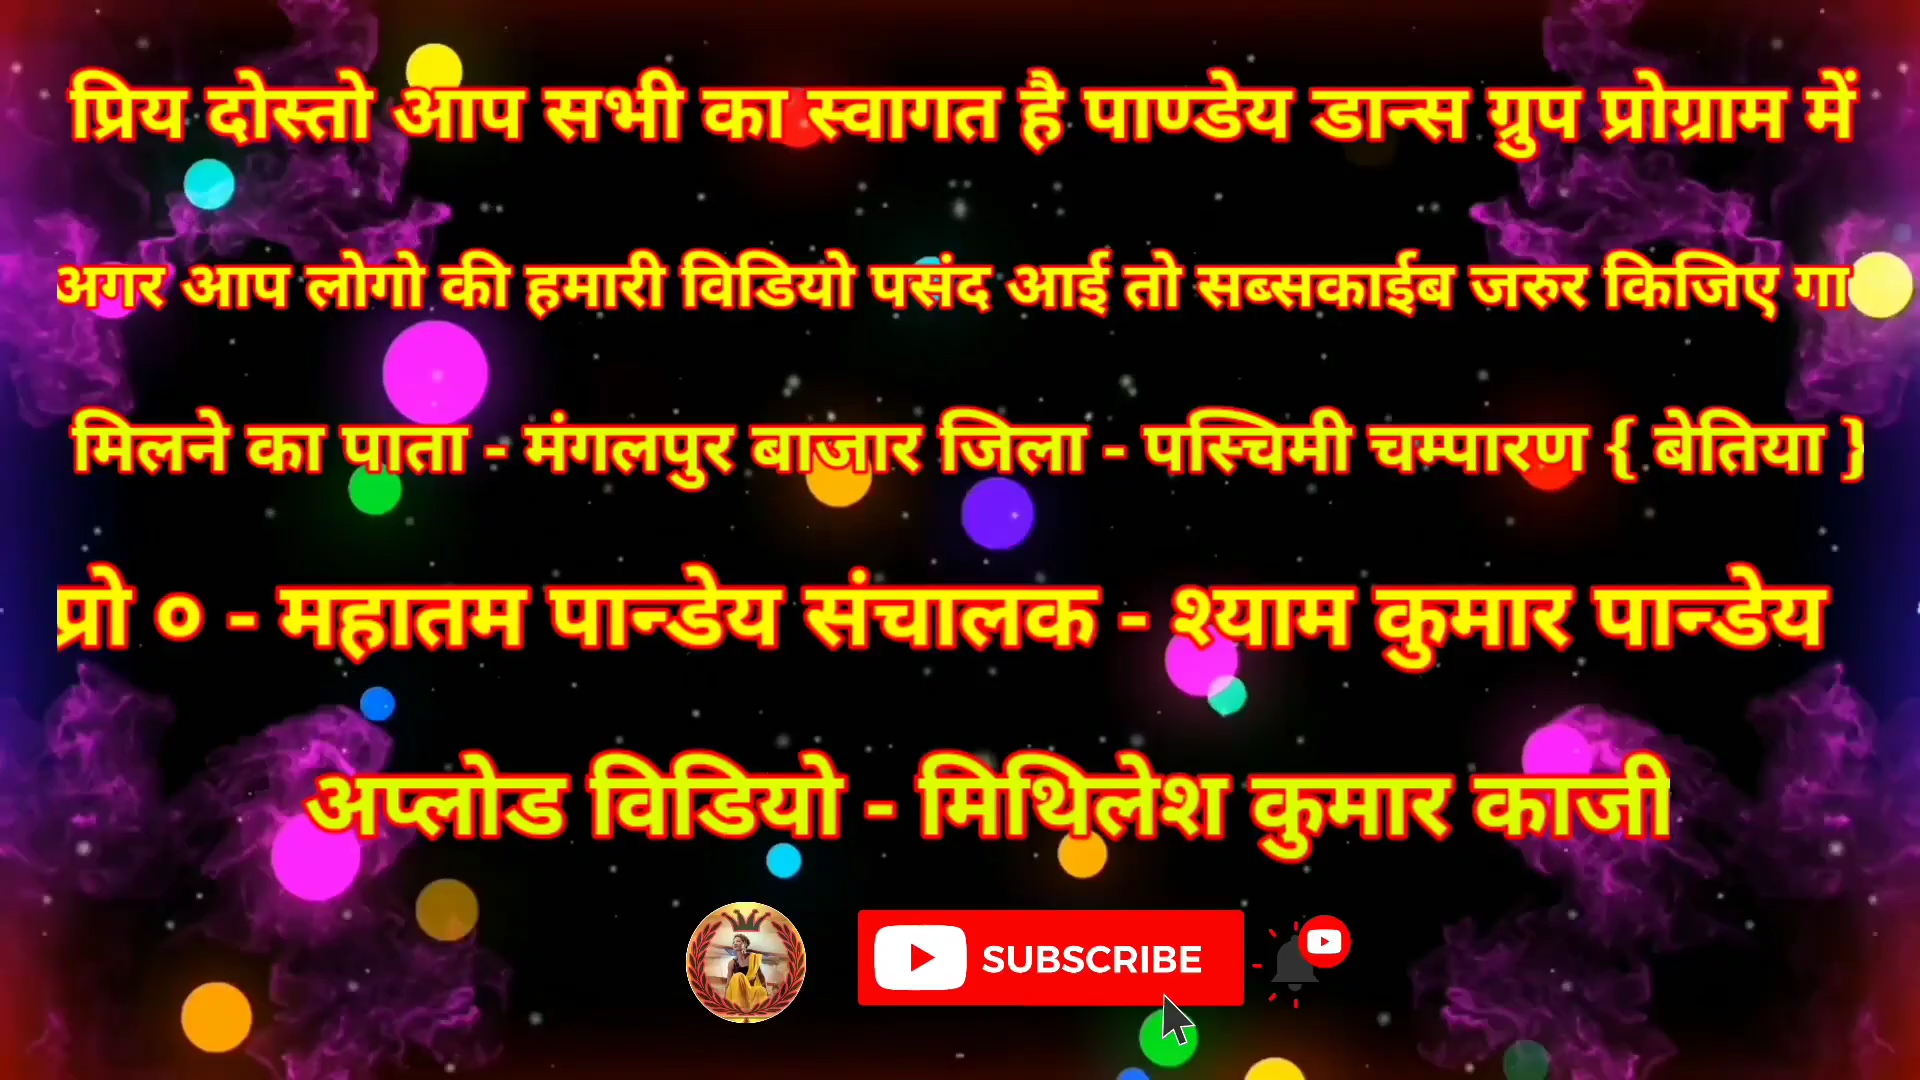 प्रिय दोस्तो आप सभी का स्वागत है पाण्डेय डान्स ग्रुप प्रोग्राम में
अगर आप लोगो की हमारी विडियो पसंद आई तो सब्सकाईब जरुर किजिए गा
मिलने का पाता - मंगलपुर बाजार जिला - पस्चिमी चम्पारण { बेतिया }
प्रो ० - महातम पान्डेय संचालक - श्याम कुमार पान्डेय
अप्लोड विडियो - मिथिलेश कुमार काजी
SUBSCRIBE